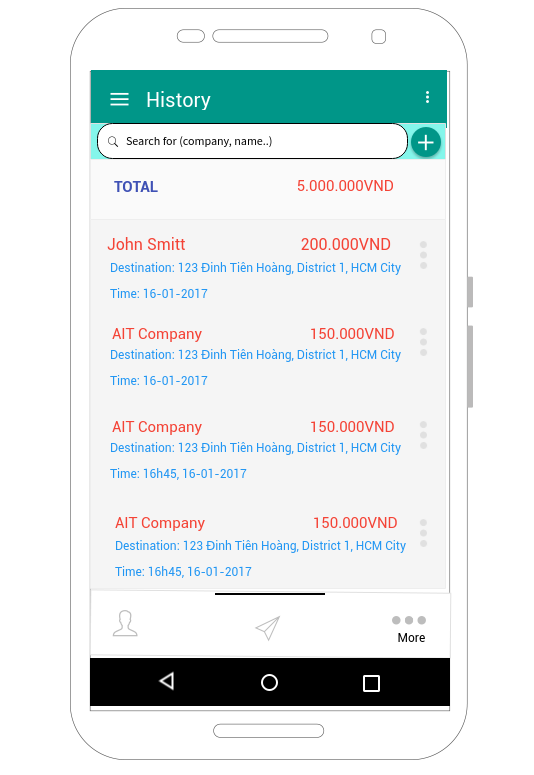 History
Search for (company, name..)
TOTAL 5.000.000VND
John Smitt 200.000VND
Destination: 123 Đinh Tiên Hoàng, District 1, HCM City
Time: 16-01-2017
AIT Company 150.000VND
Destination: 123 Đinh Tiên Hoàng, District 1, HCM City
Time: 16-01-2017
AIT Company 150.000VND
Destination: 123 Đinh Tiên Hoàng, District 1, HCM City
Time: 16h45, 16-01-2017
AIT Company 150.000VND
Destination: 123 Đinh Tiên Hoàng, District 1, HCM City
Time: 16h45, 16-01-2017
More